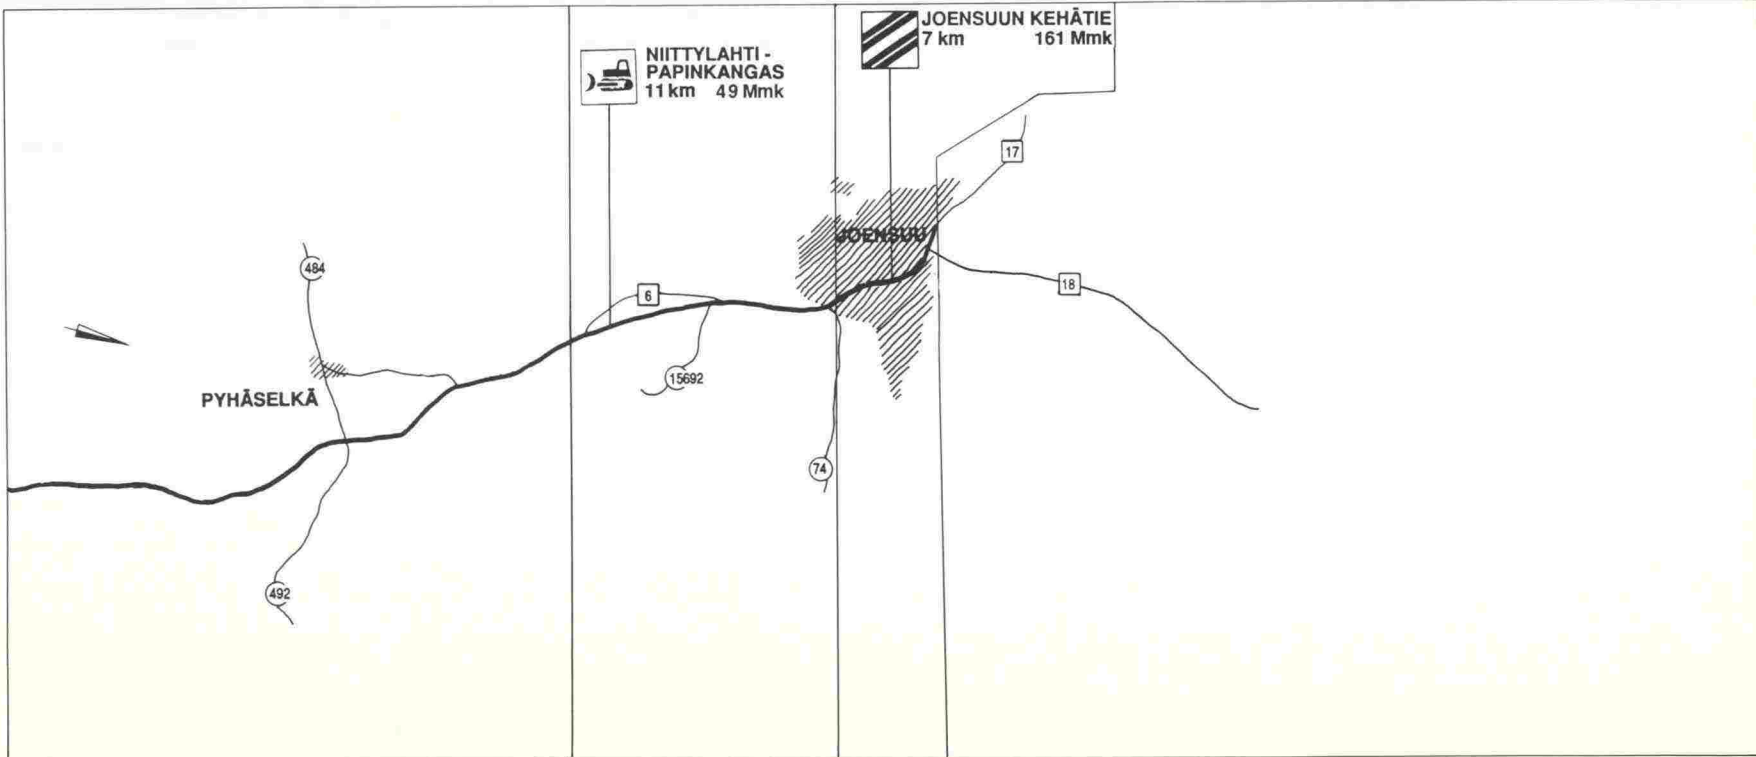 JOENSUUN KEHÄTIE
7 km 161 Mmk
NIITTYLAHTI -
PAPINKANGAS
11 km 49 Mmk
17
JOENSUU
484
18
6
15692
PYHÄSELKÄ
74
492